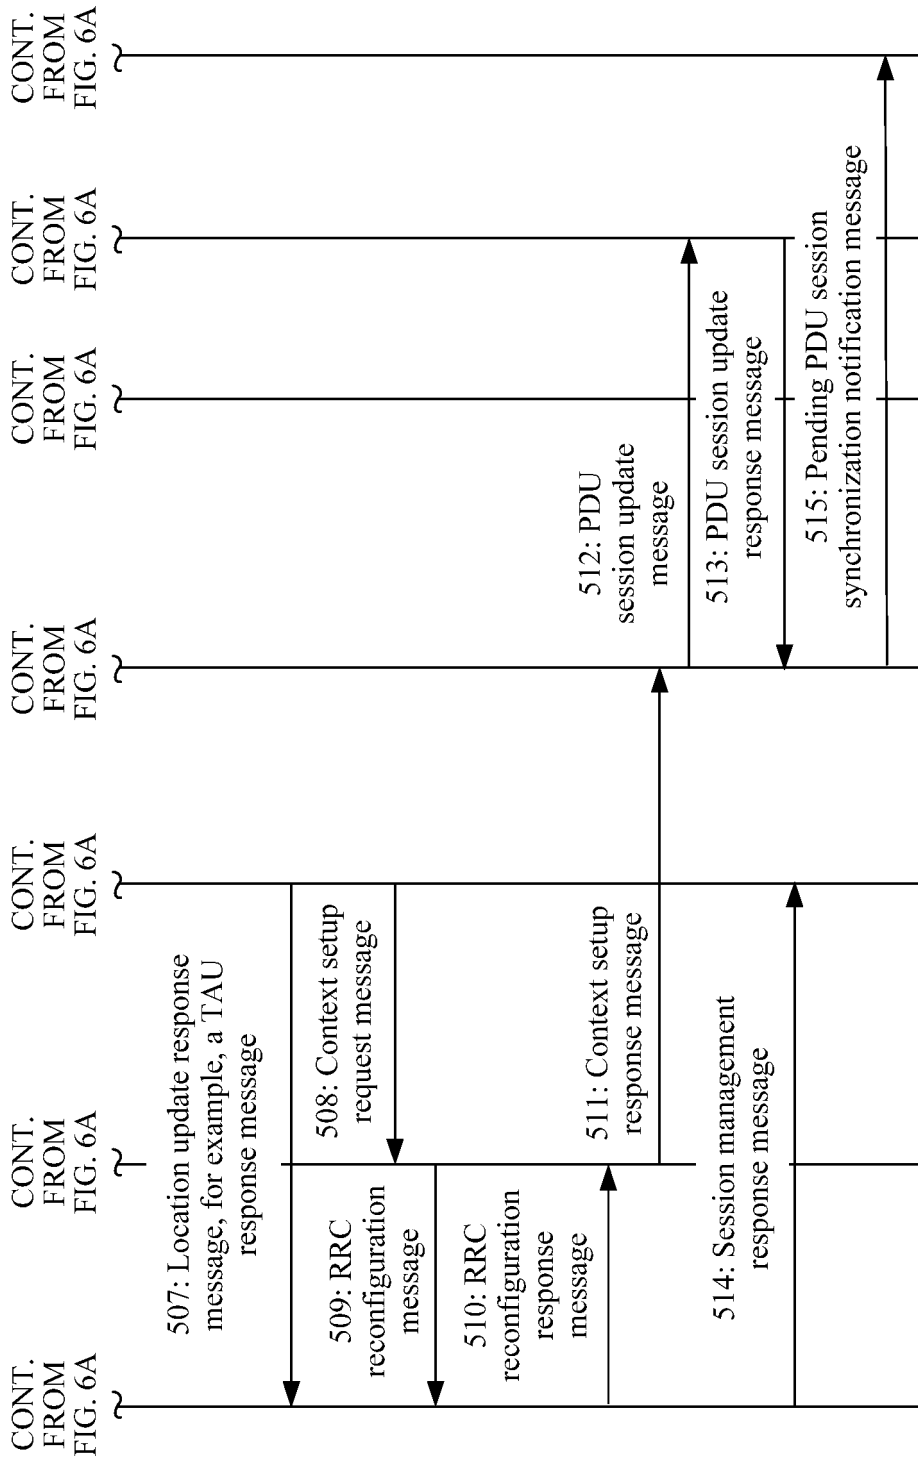 CONT.
FROM
FIG. 6A
CONT.
FROM
FIG. 6A
CONT.
FROM
FIG. 6A
CONT.
FROM
FIG. 6A
CONT.
FROM
FIG. 6A
CONT.
FROM
FIG. 6A
CONT.
FROM
FIG. 6A
507: Location update response
message, for example, a TAU
response message
508: Context setup
request message
509: RRC
reconfiguration
message
510: RRC
reconfiguration
response
message
511: Context setup
response message
512: PDU
session update
message
513: PDU session update
response message
514: Session management
response message
515: Pending PDU session
synchronization notification message